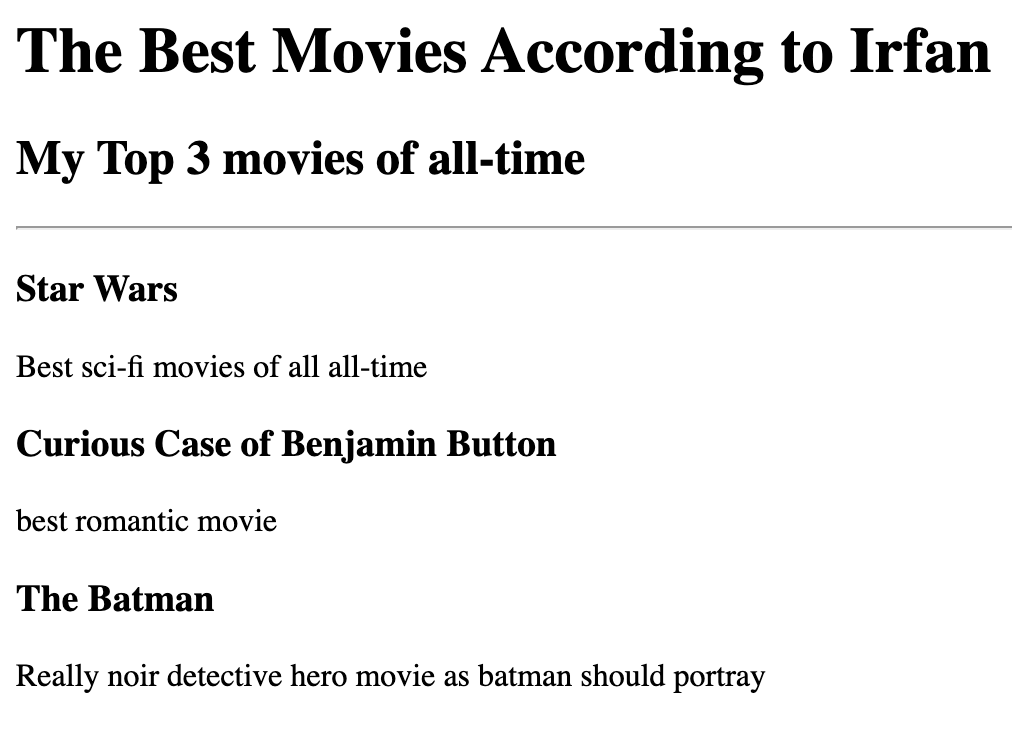 The Best Movies According to Irfan
My Top 3 movies of all-time
Star Wars
Best sci-fi movies of all all-time
Curious Case of Benjamin Button
best romantic movie
The Batman
Really noir detective hero movie as batman should portray